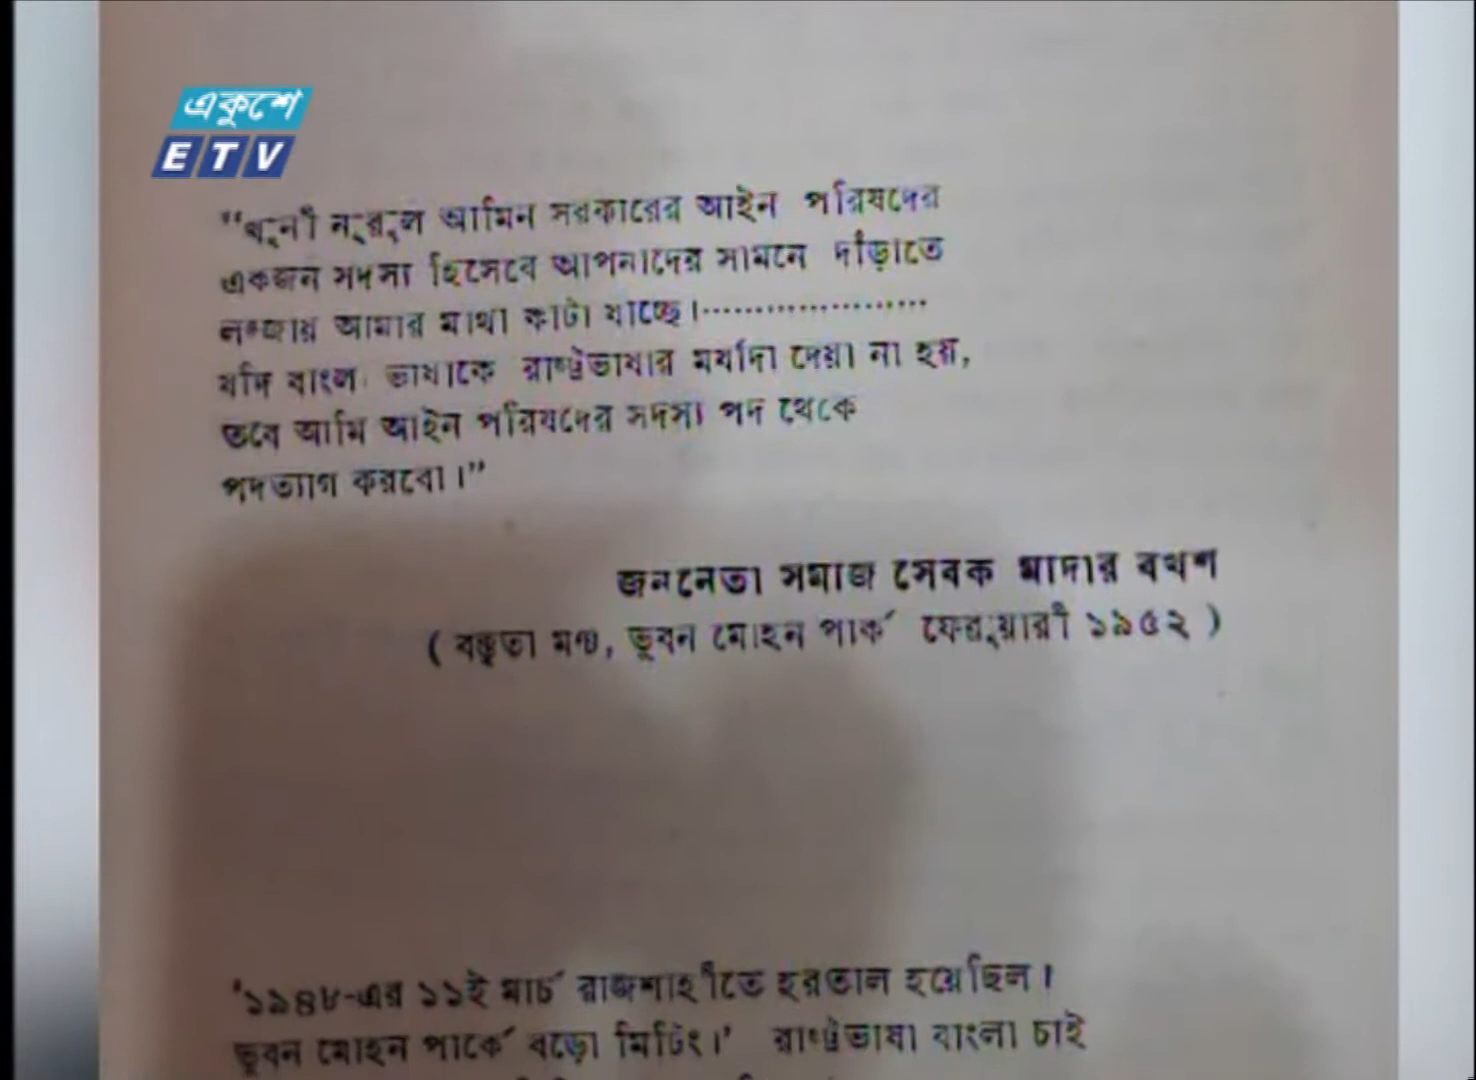 একুশে
ETV
“খুনী নূরুল আমিন সরকারের আইন পরিষদের
একজন সদস্য হিসেবে আপনাদের সামনে দাঁড়াতে
লজ্জায় আমার মাথা কাটা যাচ্ছে।.....................
যদি বাংলা ভাষাকে রাষ্ট্রভাষার মর্যাদা দেয়া না হয়,
তবে আমি আইন পরিষদের সদস্য পদ থেকে
পদত্যাগ করবো।”
জননেতা সমাজ সেবক মাদার বখশ
( বক্তৃতা মঞ্চ, ভুবন মোহন পার্ক ফেব্রুয়ারী ১৯৫২ )
‘১৯৪৮-এর ১১ই মার্চ রাজশাহীতে হরতাল হয়েছিল।
ভুবন মোহন পার্কে বড়ো মিটিং।’ রাষ্ট্রভাষা বাংলা চাই